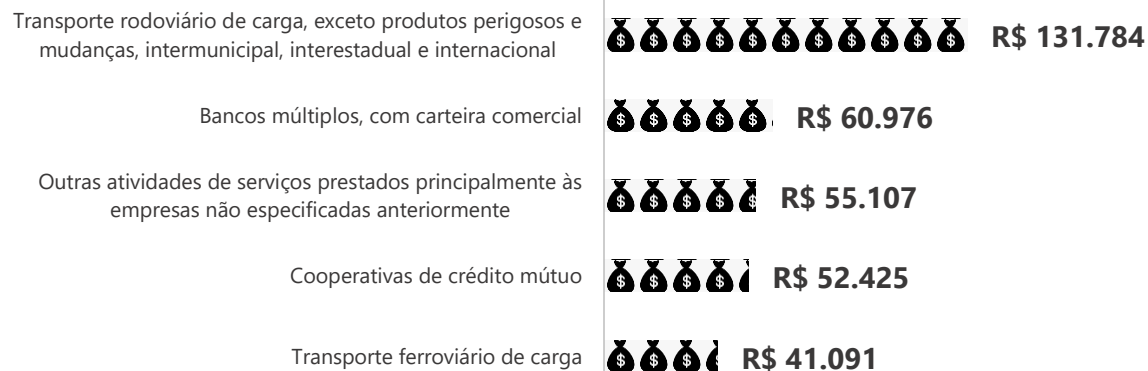 Transporte rodoviário de carga, exceto produtos perigosos e
mudanças, intermunicipal, interestadual e internacional
R$ 131.784
Bancos múltiplos, com carteira comercial
R$ 60.976
Outras atividades de serviços prestados principalmente às
empresas não especificadas anteriormente
R$ 55.107
Cooperativas de crédito mútuo
R$ 52.425
Transporte ferroviário de carga
R$ 41.091